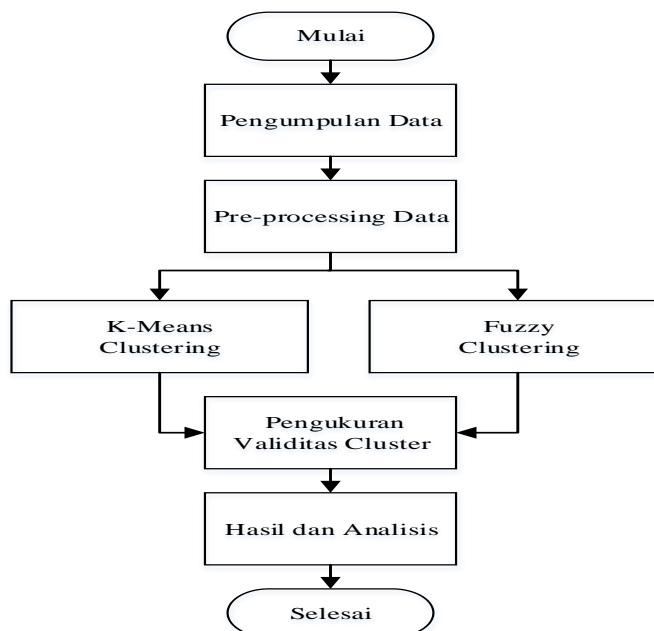 Mulai
Pengumpulan Data
Pre-processing Data
K-Means
Clustering
Fuzzy
Clustering
Pengukuran
Validitas Cluster
Hasil dan Analisis
Selesai